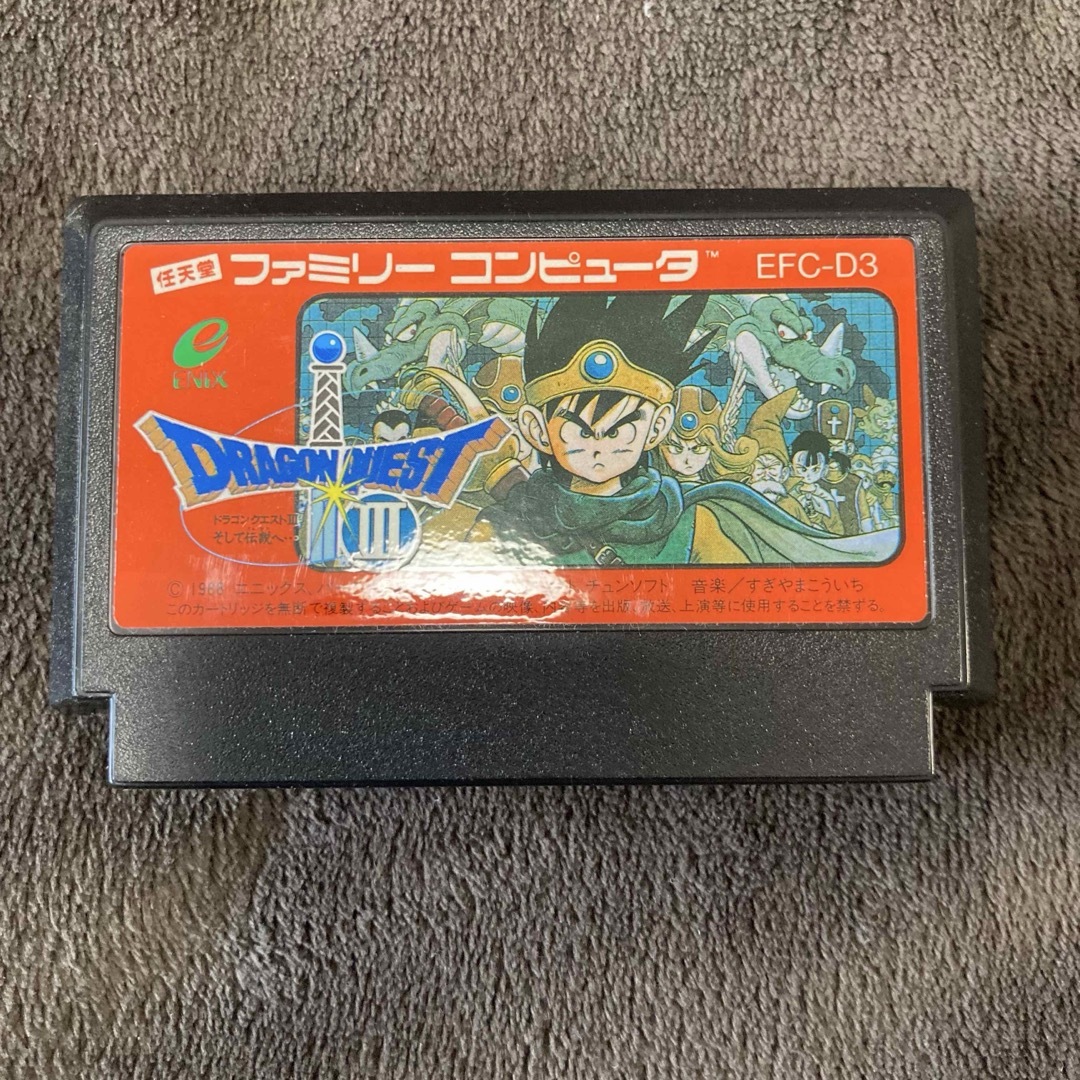 任天堂 ファミリー コンピュータ™ EFC-D3
ENIX
DRAGON QUEST
III
ドラゴンクエストIII
そして伝説へ…
© 1988 エニックス チュンソフト 音楽/すぎやまこういち
このカートリッジを無断で複製することおよびゲームの映像、内容等を出版、放送、上演等に使用することを禁ずる。